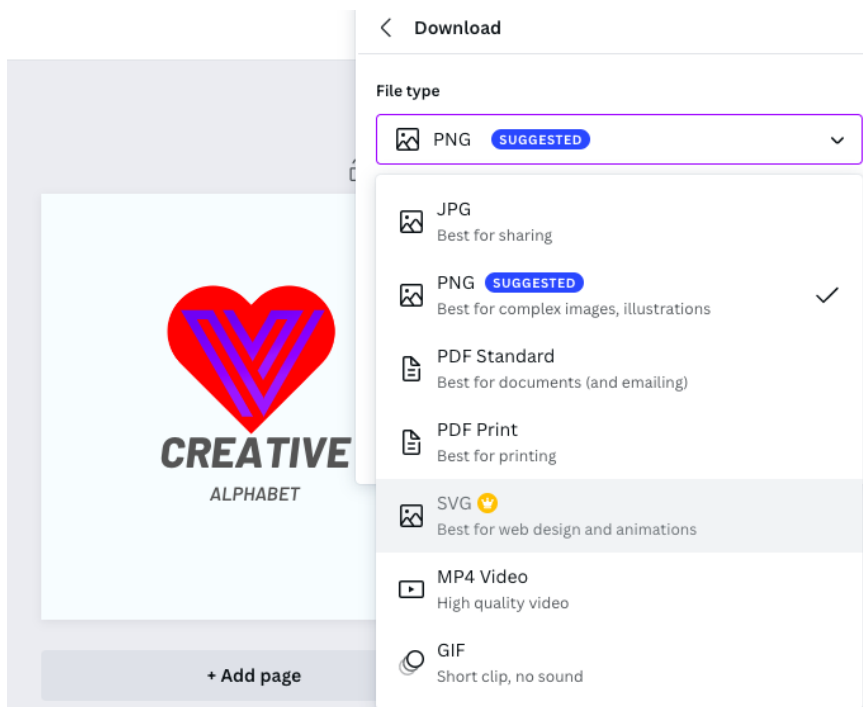 Download
File type
PNG SUGGESTED
JPG
Best for sharing
PNG SUGGESTED
Best for complex images, illustrations
PDF Standard
Best for documents (and emailing)
PDF Print
Best for printing
SVG
Best for web design and animations
MP4 Video
High quality video
GIF
Short clip, no sound
V
CREATIVE
ALPHABET
+ Add page